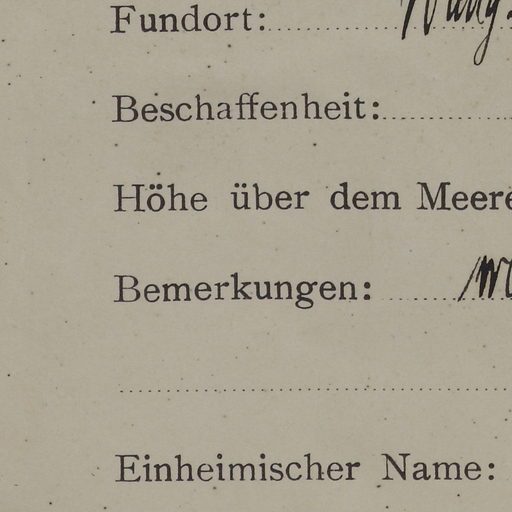 Fundort:
Beschaffenheit:
Höhe über dem Meere
Bemerkungen:
Einheimischer Name: